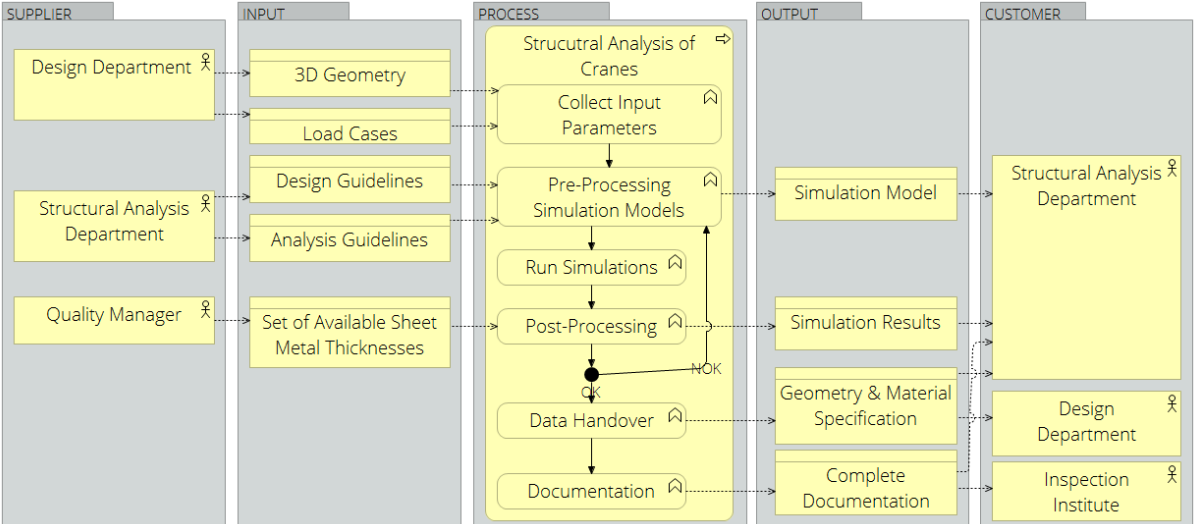 SUPPLIER
Design Department
Structural Analysis
Department
Quality Manager
INPUT
3D Geometry
Load Cases
Design Guidelines
Analysis Guidelines
Set of Available Sheet
Metal Thicknesses
PROCESS
Strucutral Analysis of
Cranes
Collect Input
Parameters
Pre-Processing
Simulation Models
Run Simulations
Post-Processing
NOK
OK
Data Handover
Documentation
OUTPUT
Simulation Model
Simulation Results
Geometry & Material
Specification
Complete
Documentation
CUSTOMER
Structural Analysis
Department
Design
Department
Inspection
Institute